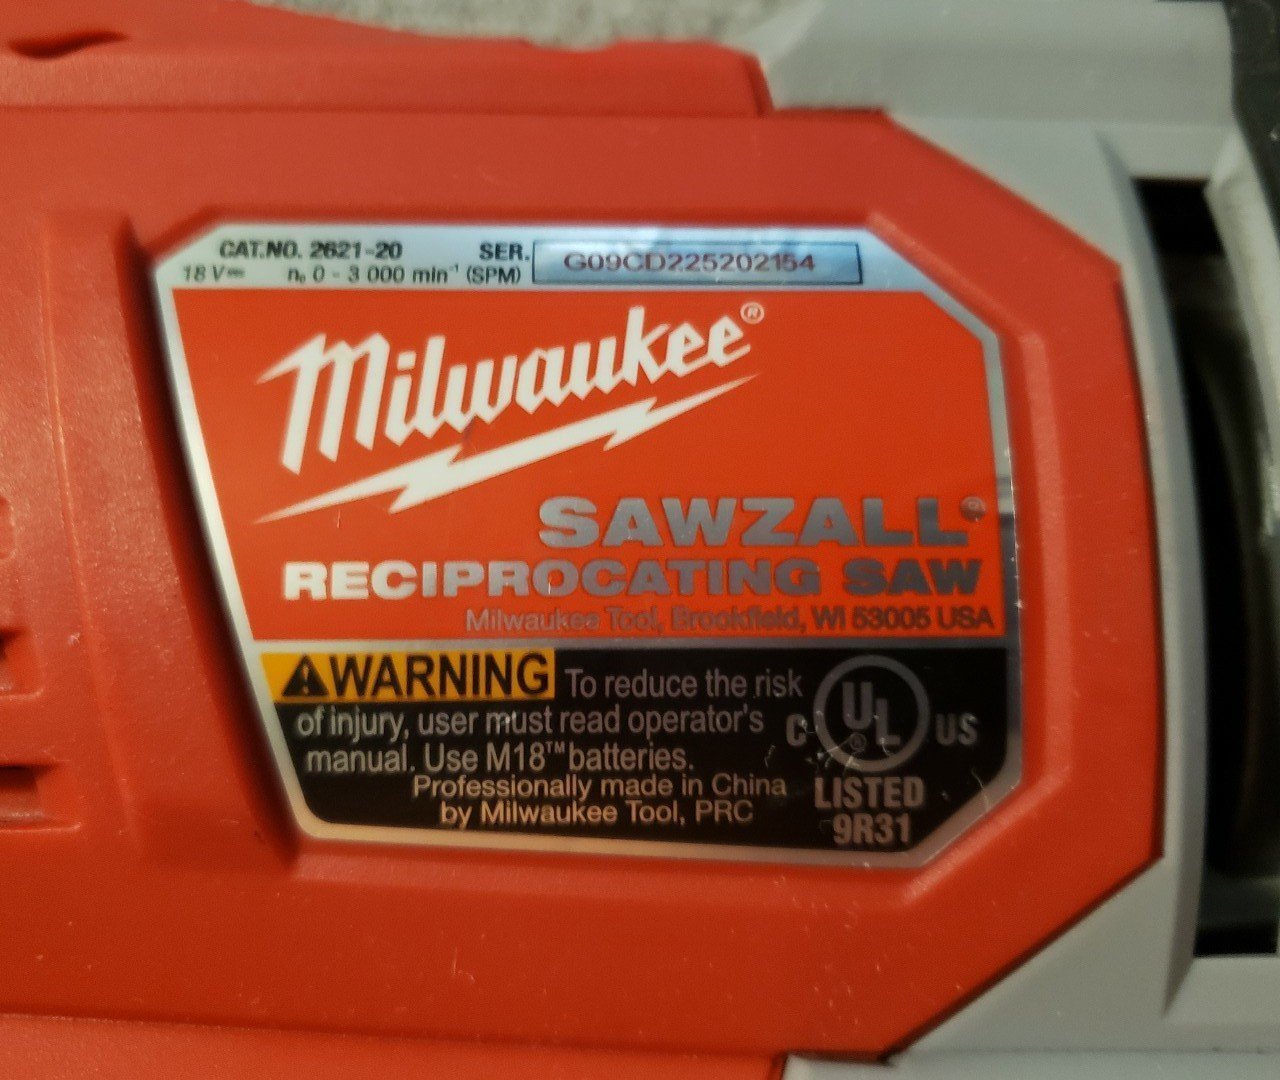 CAT.NO. 2621-20 SER. G09CD225202154
18 V⎓ n₀ 0 - 3 000 min⁻¹ (SPM)
Milwaukee®
SAWZALL®
RECIPROCATING SAW
Milwaukee Tool, Brookfield, WI 53005 USA
⚠WARNING To reduce the risk
of injury, user must read operator's
manual. Use M18™ batteries.
Professionally made in China
by Milwaukee Tool, PRC
C UL® US
LISTED
9R31